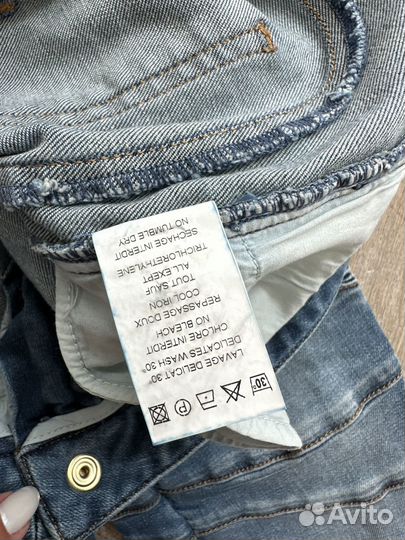 30°
P
LAVAGE DELICAT 30°
DELICATES WASH 30°
CHLORE INTERDIT
NO BLEACH
REPASSAGE DOUX
COOL IRON
TOUT SAUF
ALL EXEPT
TRICHLORETHYLENE
SECHAGE INTERDIT
NO TUMBLE DRY
Avito